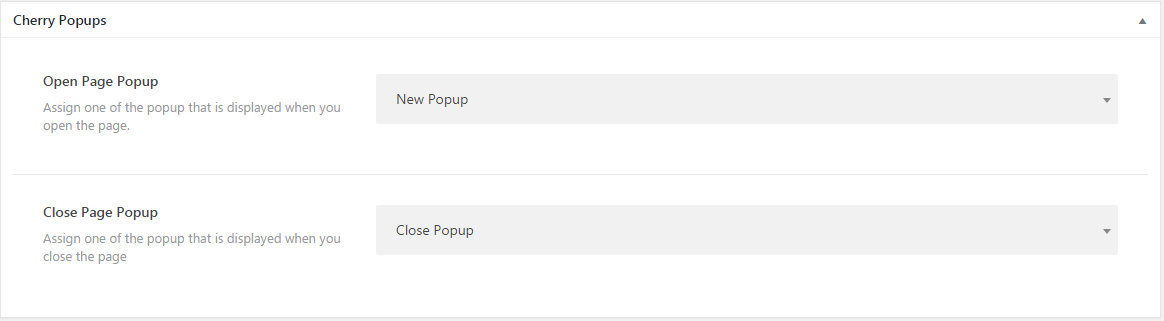 Cherry Popups
Open Page Popup
Assign one of the popup that is displayed when you
open the page.
New Popup
Close Page Popup
Assign one of the popup that is displayed when you
close the page
Close Popup